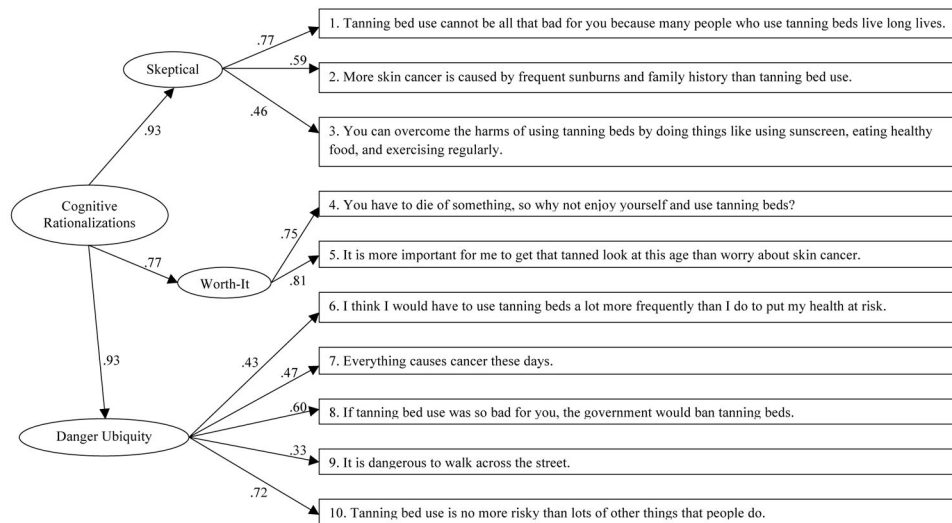 1. Tanning bed use cannot be all that bad for you because many people who use tanning beds live long lives.
.77
Skeptical
.59
2. More skin cancer is caused by frequent sunburns and family history than tanning bed use.
.46
.93
3. You can overcome the harms of using tanning beds by doing things like using sunscreen, eating healthy
food, and exercising regularly.
Cognitive
Rationalizations
4. You have to die of something, so why not enjoy yourself and use tanning beds?
.75
.77
Worth-It
.81
5. It is more important for me to get that tanned look at this age than worry about skin cancer.
6. I think I would have to use tanning beds a lot more frequently than I do to put my health at risk.
.93
.43
.47
7. Everything causes cancer these days.
.60
8. If tanning bed use was so bad for you, the government would ban tanning beds.
Danger Ubiquity
.33
9. It is dangerous to walk across the street.
.72
10. Tanning bed use is no more risky than lots of other things that people do.